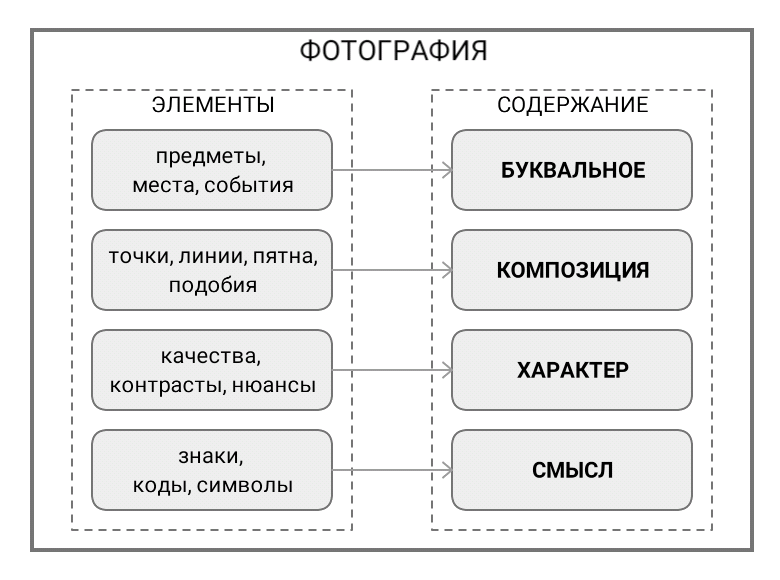 ФОТОГРАФИЯ
ЭЛЕМЕНТЫ
СОДЕРЖАНИЕ
предметы,
места, события
БУКВАЛЬНОЕ
точки, линии, пятна,
подобия
КОМПОЗИЦИЯ
качества,
контрасты, нюансы
ХАРАКТЕР
знаки,
коды, символы
СМЫСЛ